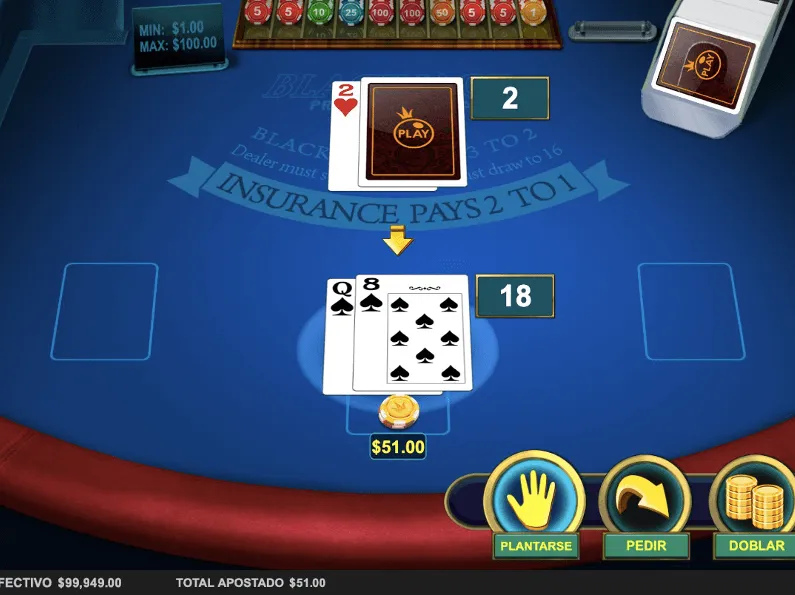 5 5 10 25 100 100 50 5 5 1
MIN: $1.00
MAX: $100.00
PLAY
2
PLAY
2
BLACK 3 TO 2
Dealer must draw to 16
INSURANCE PAYS 2 TO 1
Q 8
18
$51.00
PLANTARSE
PEDIR
DOBLAR
FECTIVO $99,949.00 TOTAL APOSTADO $51.00